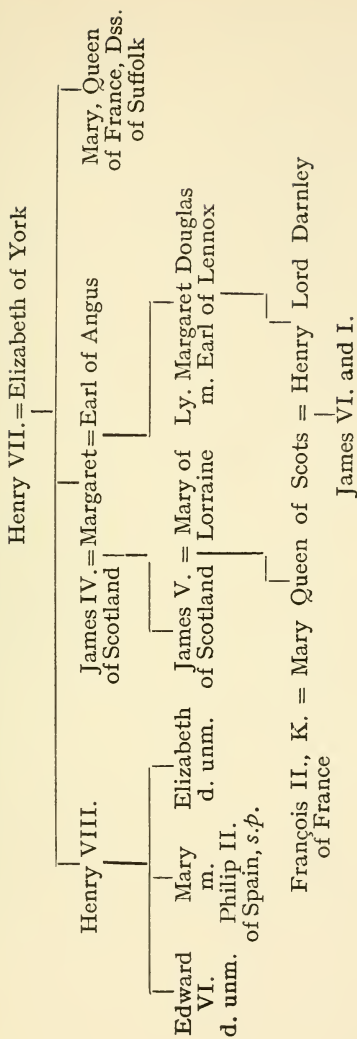 Henry VII. = Elizabeth of York
Henry VIII.
James IV. = Margaret = Earl of Angus
of Scotland
Mary, Queen
of France, Dss.
of Suffolk
Edward
VI.
d. unm.
Mary
m.
Philip II.
of Spain, s.p.
Elizabeth
d. unm.
James V. = Mary of
of Scotland Lorraine
Ly. Margaret Douglas
m. Earl of Lennox
François II., K. = Mary Queen of Scots = Henry Lord Darnley
of France
James VI. and I.